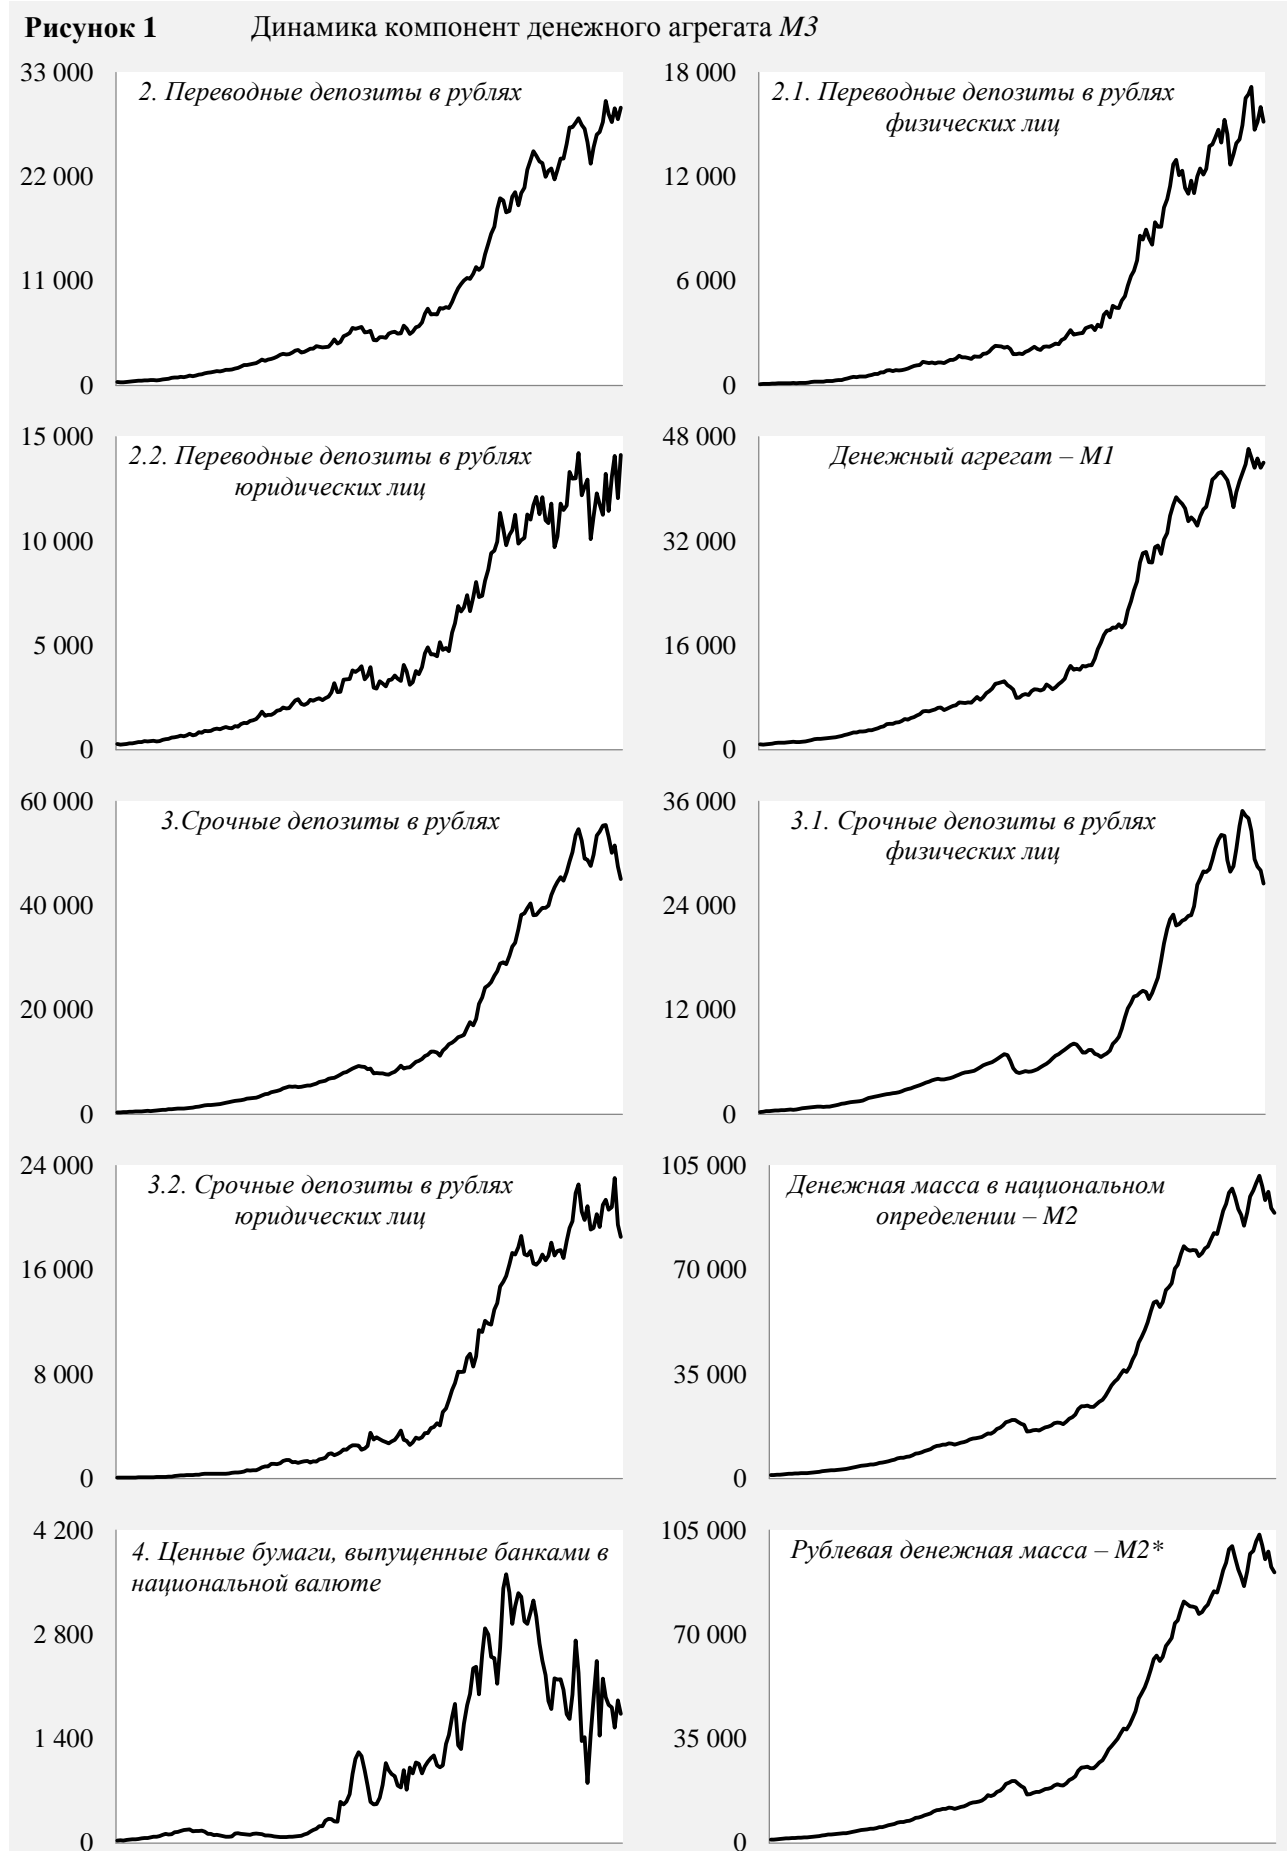 Рисунок 1 Динамика компонент денежного агрегата M3
33 000
22 000
11 000
0
2. Переводные депозиты в рублях
18 000
12 000
6 000
0
2.1. Переводные депозиты в рублях
физических лиц
15 000
10 000
5 000
0
2.2. Переводные депозиты в рублях
юридических лиц
48 000
32 000
16 000
0
Денежный агрегат – M1
60 000
40 000
20 000
0
3.Срочные депозиты в рублях
36 000
24 000
12 000
0
3.1. Срочные депозиты в рублях
физических лиц
24 000
16 000
8 000
0
3.2. Срочные депозиты в рублях
юридических лиц
105 000
70 000
35 000
0
Денежная масса в национальном
определении – M2
4 200
2 800
1 400
0
4. Ценные бумаги, выпущенные банками в
национальной валюте
105 000
70 000
35 000
0
Рублевая денежная масса – M2*